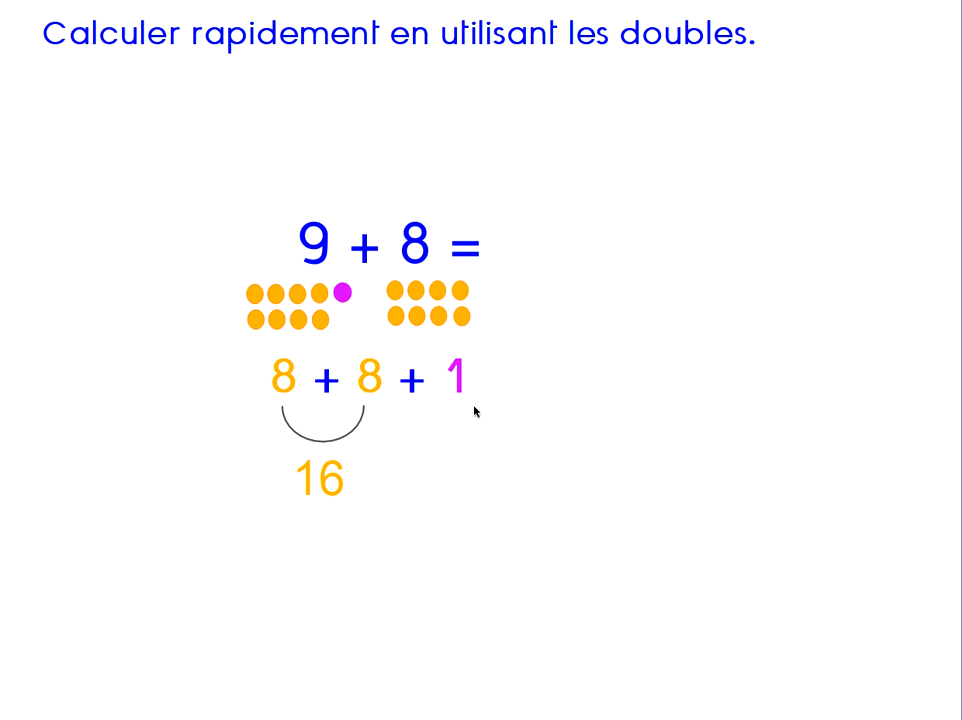 Calculer rapidement en utilisant les doubles.
9 + 8 =
8 + 8 + 1
16